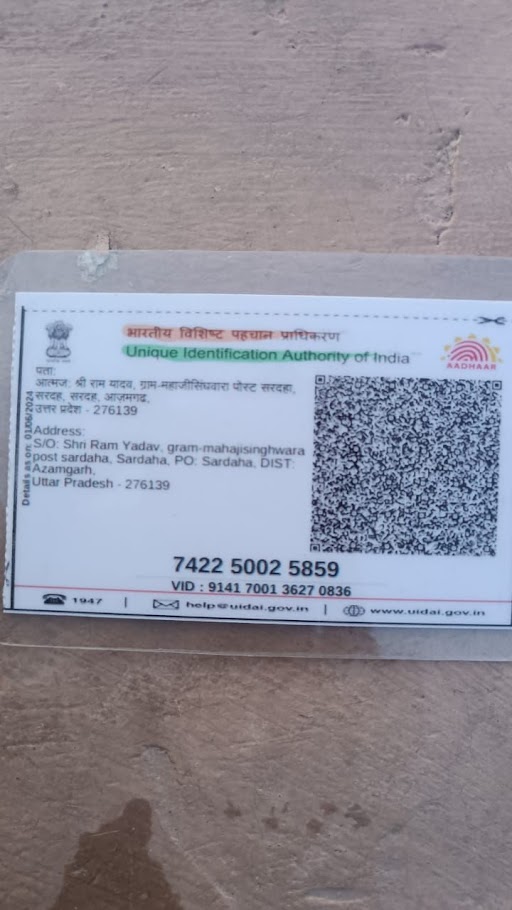 भारतीय विशिष्ट पहचान प्राधिकरण
Unique Identification Authority of India
AADHAAR
पता:
आत्मज: श्री राम यादव, ग्राम-महाजीसिंघवारा पोस्ट सरदहा,
सरदह, सरदह, आज़मगढ़,
उत्तर प्रदेश - 276139
Address:
S/O: Shri Ram Yadav, gram-mahajisinghwara
post sardaha, Sardaha, PO: Sardaha, DIST:
Azamgarh,
Uttar Pradesh - 276139
Details as on: 01/06/2024
7422 5002 5859
VID : 9141 7001 3627 0836
1947 | help@uidai.gov.in | www.uidai.gov.in